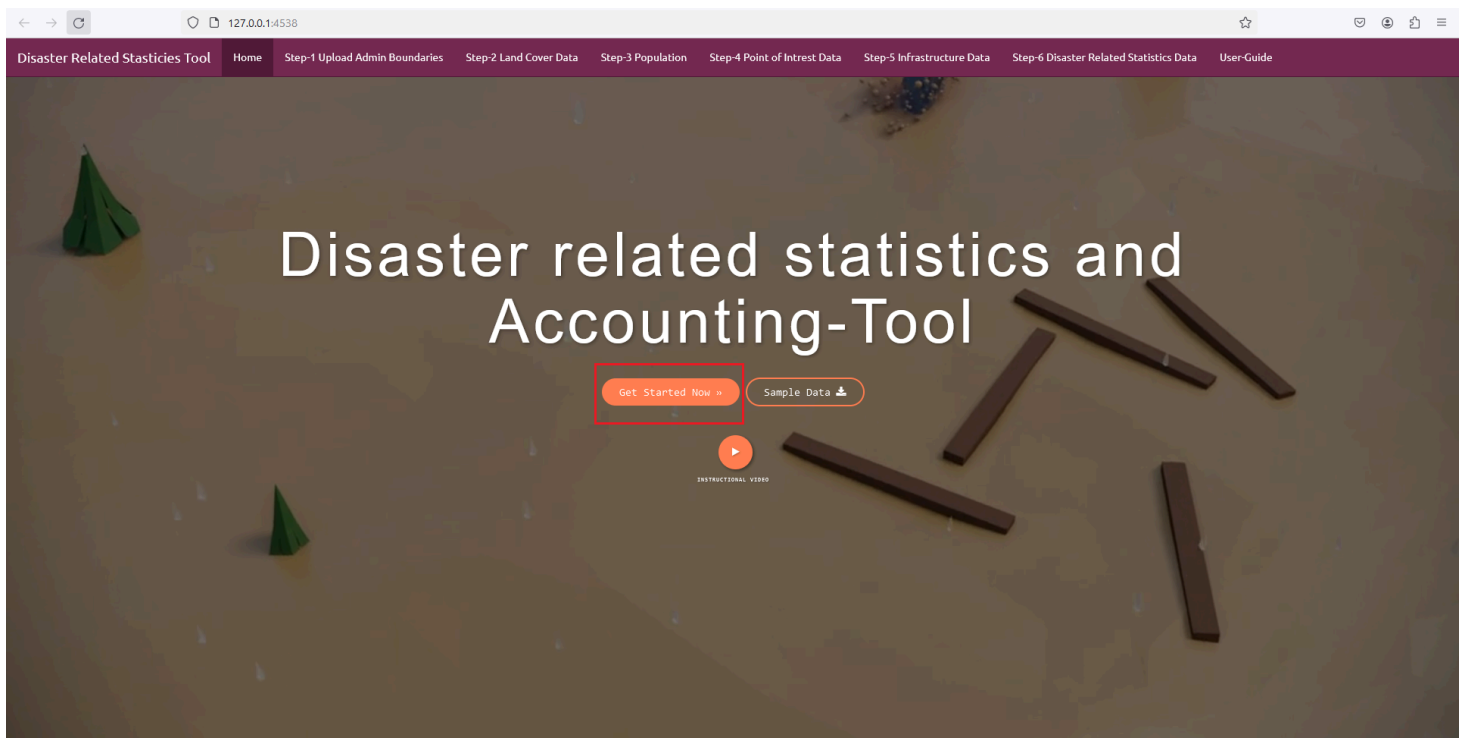 127.0.0.1:4538
Disaster Related Stasticies Tool Home Step-1 Upload Admin Boundaries Step-2 Land Cover Data Step-3 Population Step-4 Point of Intrest Data Step-5 Infrastructure Data Step-6 Disaster Related Statistics Data User-Guide
Disaster related statistics and
Accounting-Tool
Get Started Now »
Sample Data
INSTRUCTIONAL VIDEO